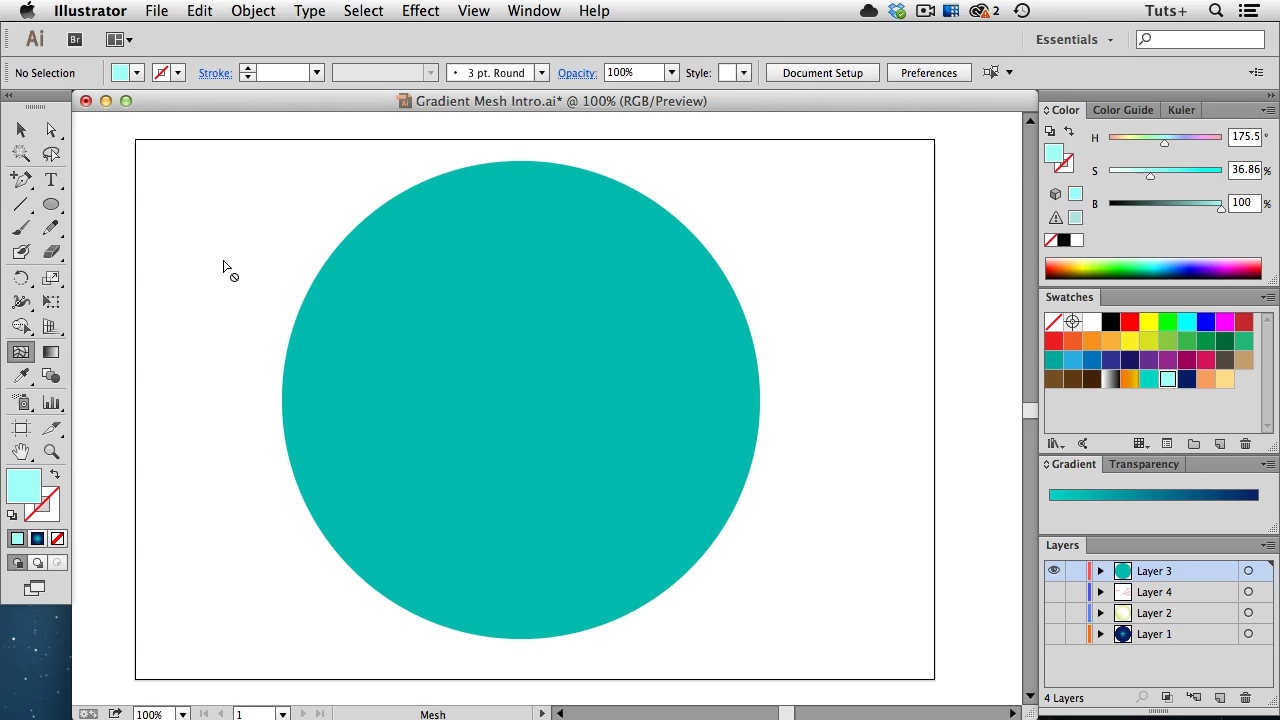 Illustrator File Edit Object Type Select Effect View Window Help 2 Tuts+
Ai Br Essentials
No Selection Stroke: 3 pt. Round Opacity: 100% Style: Document Setup Preferences
Gradient Mesh Intro.ai* @ 100% (RGB/Preview)
Color Color Guide Kuler
H 175.5 °
S 36.86 %
B 100 %
Swatches
Gradient Transparency
Layers
Layer 3
Layer 4
Layer 2
Layer 1
4 Layers
100% 1 Mesh